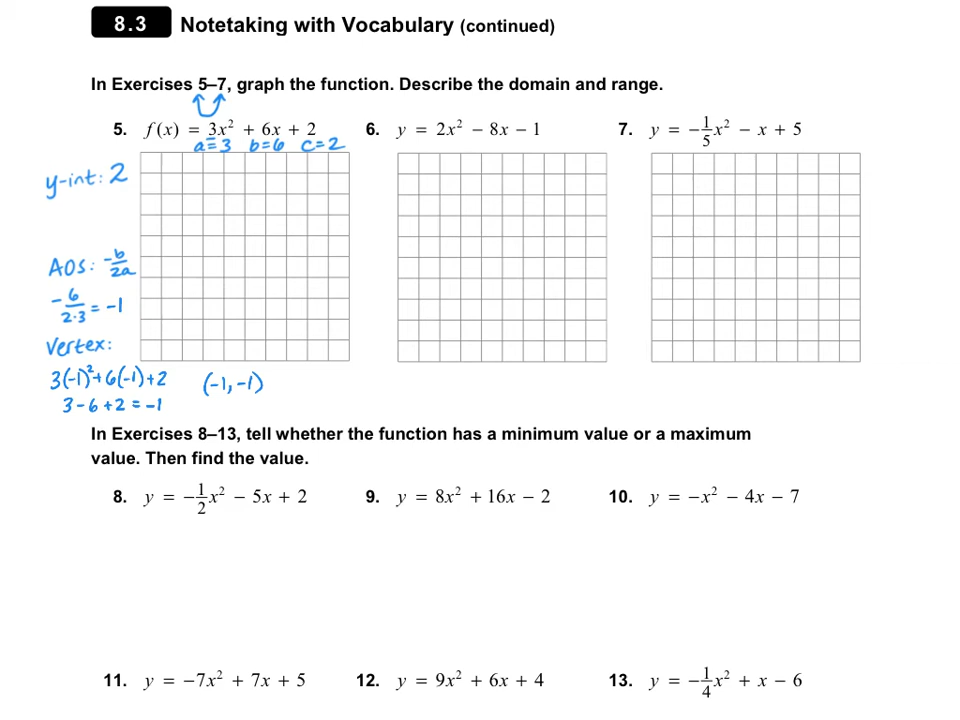 8.3 Notetaking with Vocabulary (continued)
In Exercises 5–7, graph the function. Describe the domain and range.
5. f(x) = 3x² + 6x + 2 6. y = 2x² − 8x − 1 7. y = −1/5x² − x + 5
a=3 b=6 c=2
y-int: 2
AOS: -b/2a
-6/2·3 = -1
Vertex:
3(-1)²+6(-1)+2 (-1,-1)
3-6+2=-1
In Exercises 8–13, tell whether the function has a minimum value or a maximum
value. Then find the value.
8. y = −1/2x² − 5x + 2 9. y = 8x² + 16x − 2 10. y = −x² − 4x − 7
11. y = −7x² + 7x + 5 12. y = 9x² + 6x + 4 13. y = −1/4x² + x − 6